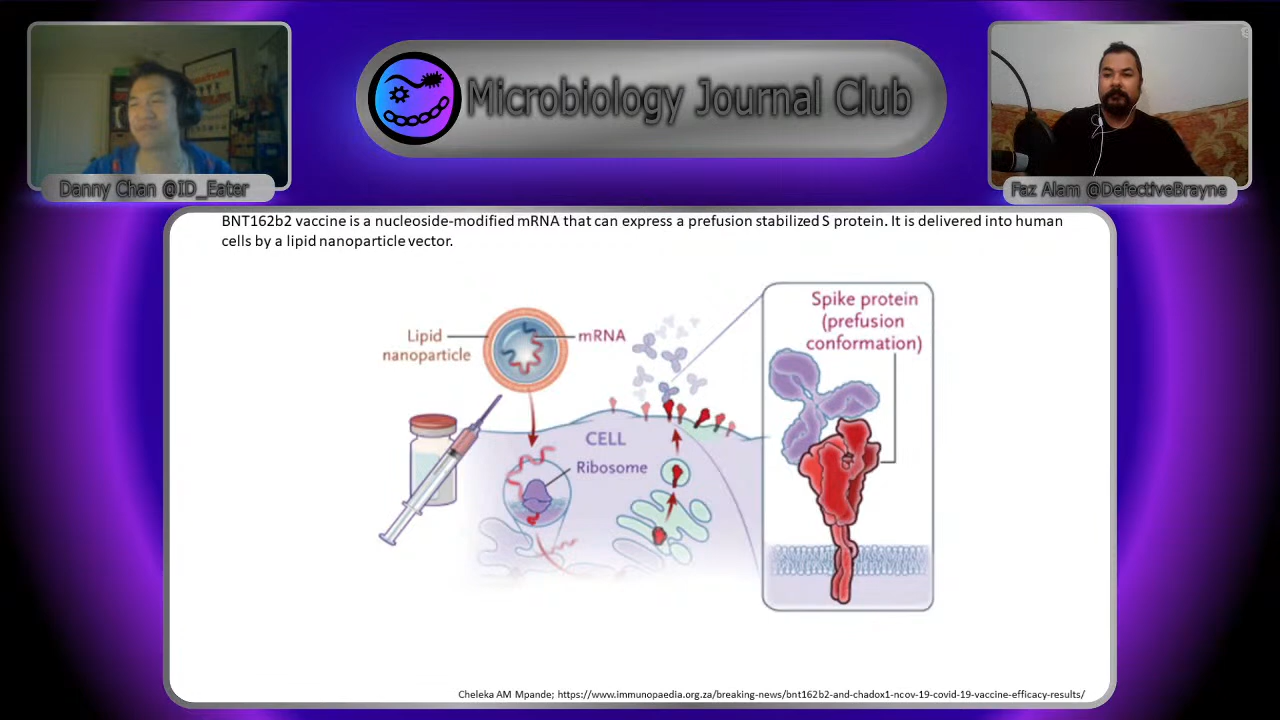 Microbiology Journal Club
Danny Chan @ID_Eater
Faz Alam @DefectiveBrayne
BNT162b2 vaccine is a nucleoside-modified mRNA that can express a prefusion stabilized S protein. It is delivered into human
cells by a lipid nanoparticle vector.
Lipid
nanoparticle
mRNA
CELL
Ribosome
Spike protein
(prefusion
conformation)
Cheleka AM Mpande; https://www.immunopaedia.org.za/breaking-news/bnt162b2-and-chadox1-ncov-19-covid-19-vaccine-efficacy-results/